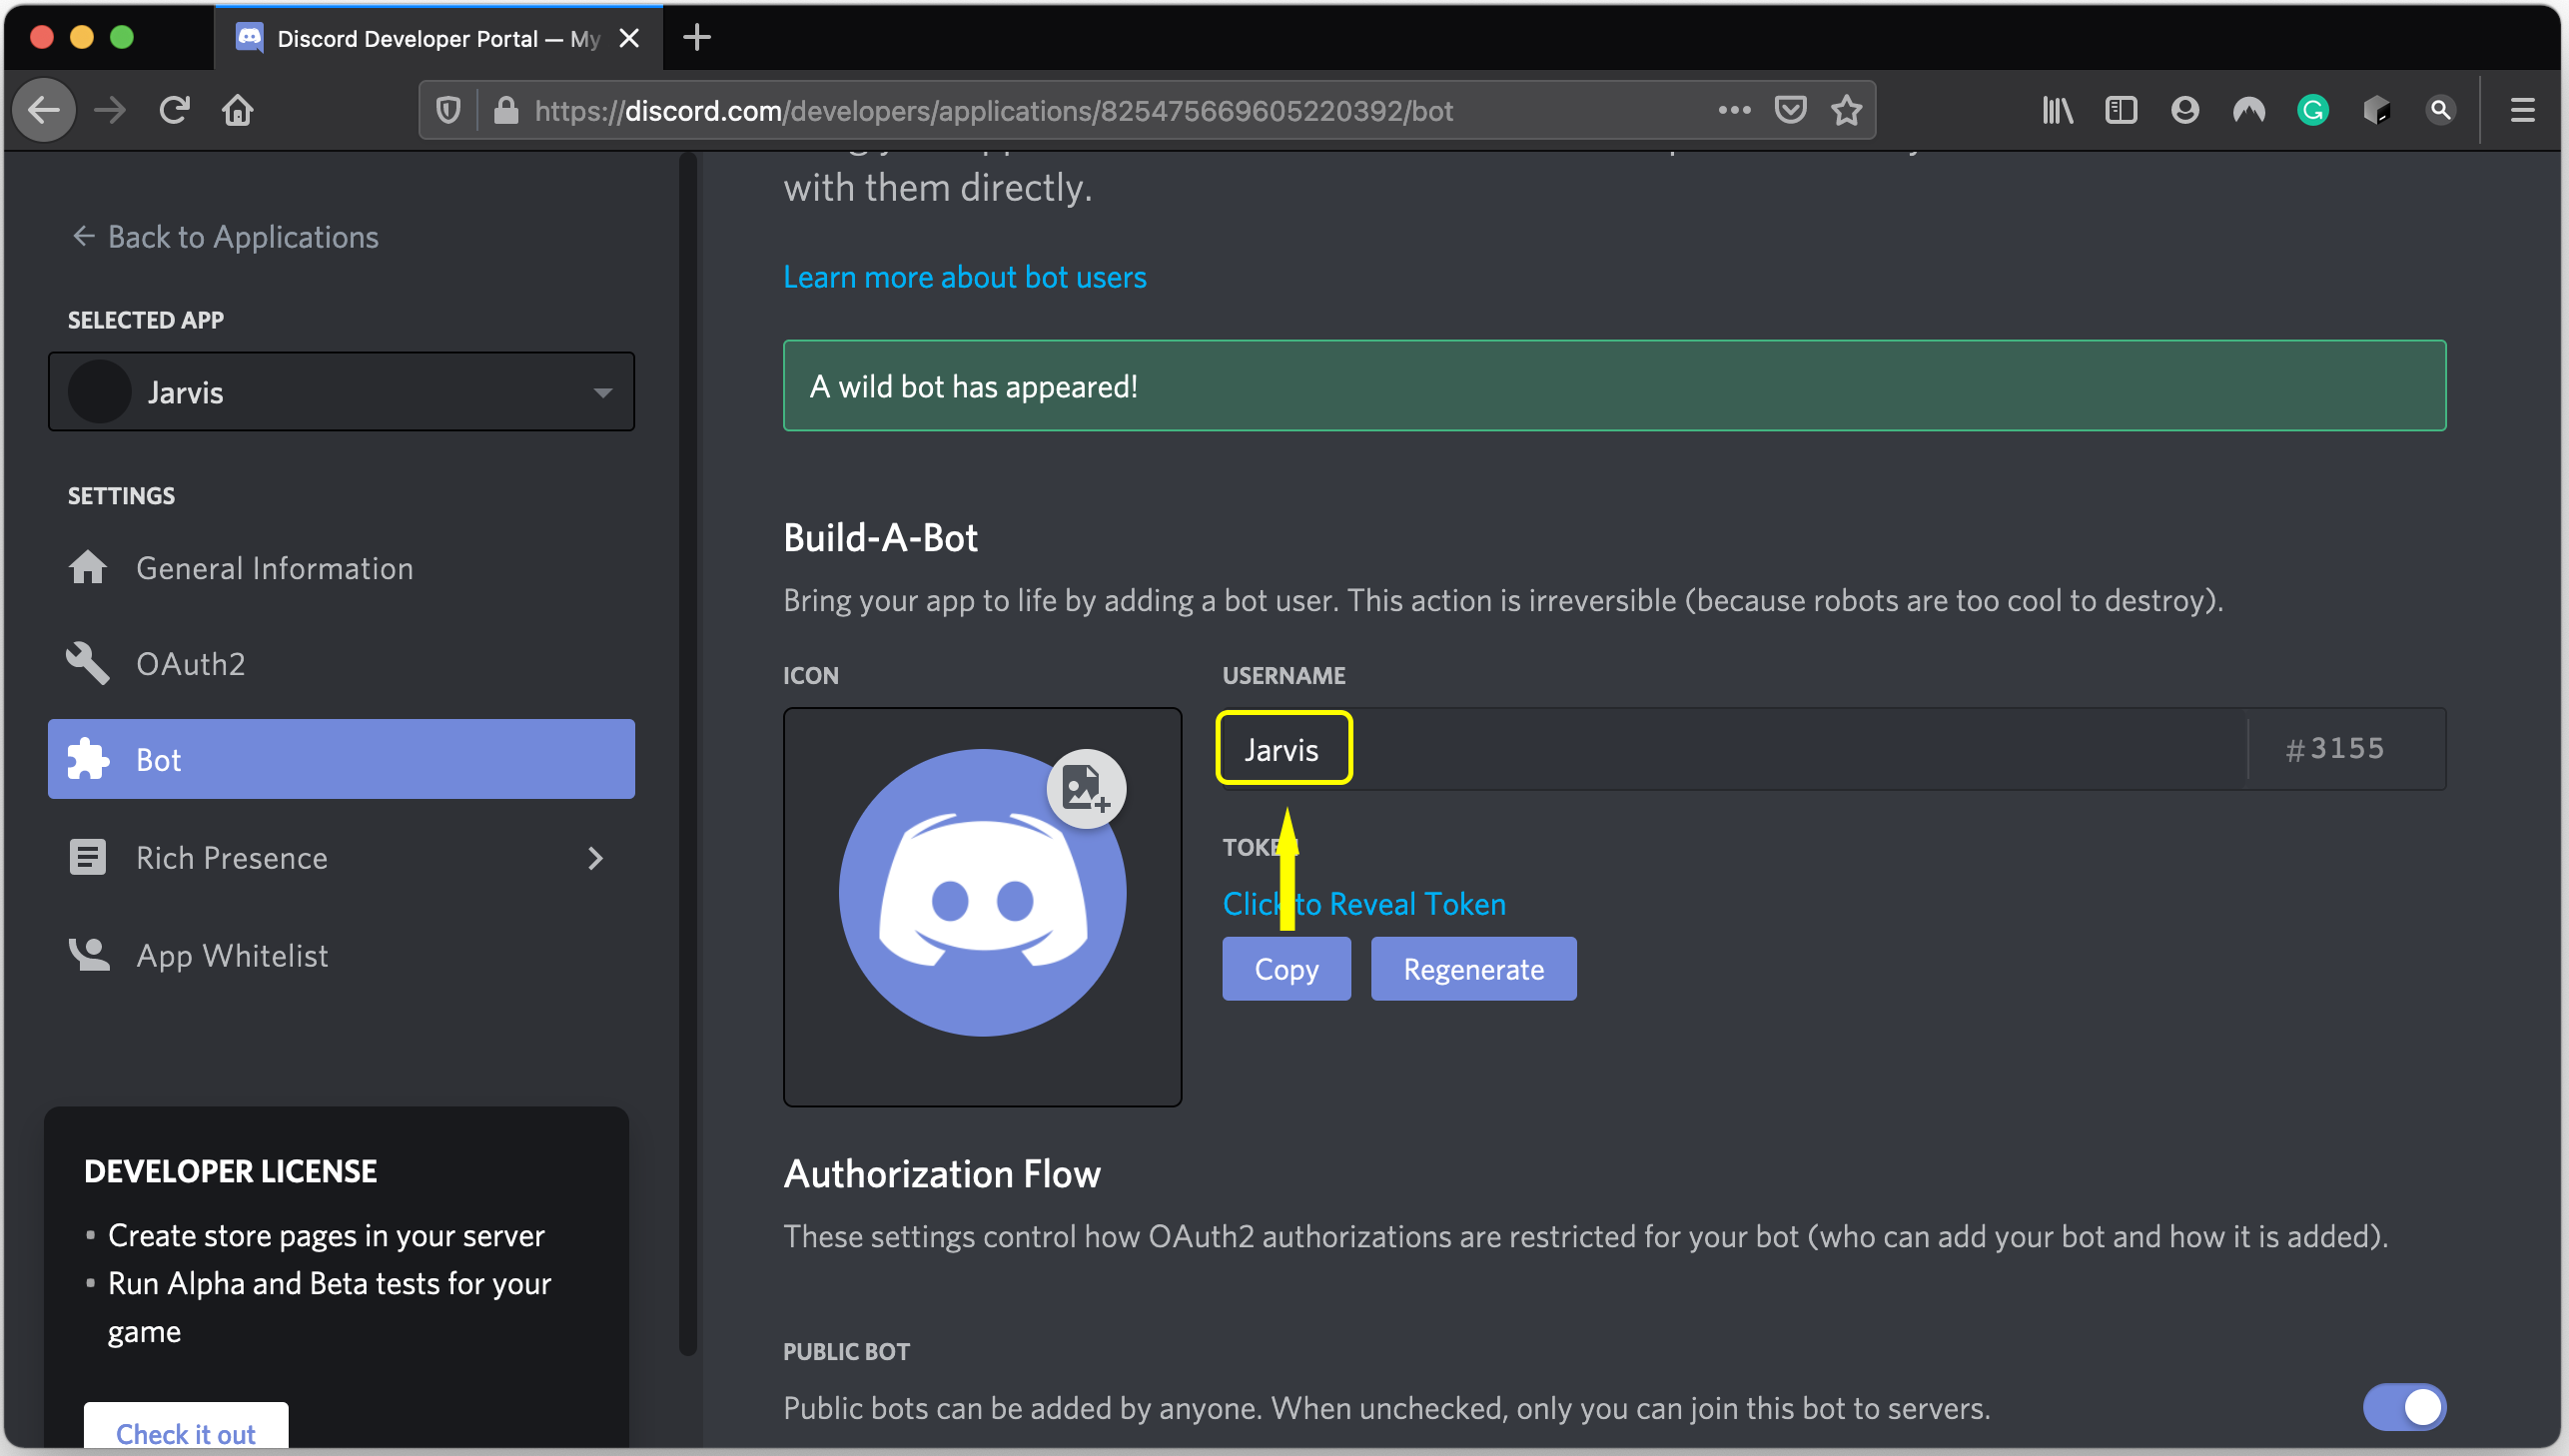 Discord Developer Portal — My
https://discord.com/developers/applications/825475669605220392/bot
← Back to Applications
SELECTED APP
Jarvis
SETTINGS
General Information
OAuth2
Bot
Rich Presence
App Whitelist
DEVELOPER LICENSE
Create store pages in your server
Run Alpha and Beta tests for your
game
Check it out
with them directly.
Learn more about bot users
A wild bot has appeared!
Build-A-Bot
Bring your app to life by adding a bot user. This action is irreversible (because robots are too cool to destroy).
ICON
USERNAME
Jarvis
#3155
TOKEN
Click to Reveal Token
Copy
Regenerate
Authorization Flow
These settings control how OAuth2 authorizations are restricted for your bot (who can add your bot and how it is added).
PUBLIC BOT
Public bots can be added by anyone. When unchecked, only you can join this bot to servers.